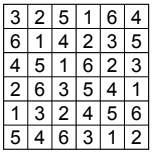 3 2 5 1 6 4
6 1 4 2 3 5
4 5 1 6 2 3
2 6 3 5 4 1
1 3 2 4 5 6
5 4 6 3 1 2